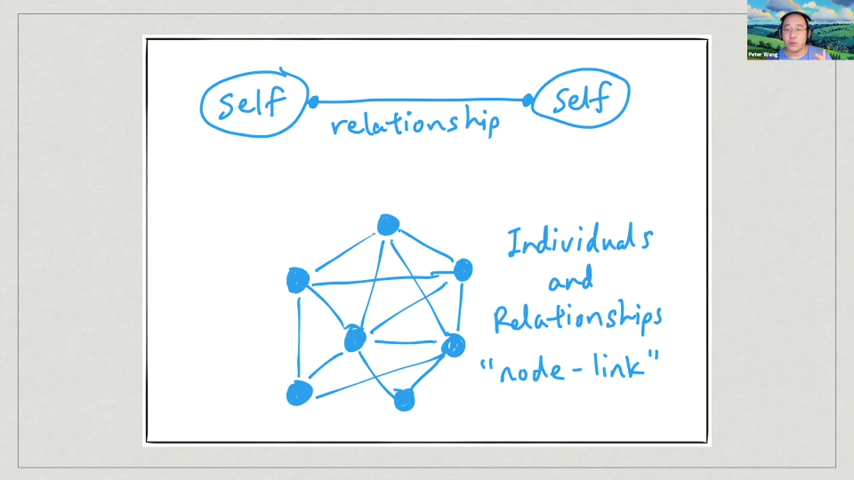 Peter Wang
Self
Self
relationship
Individuals
and
Relationships
"node-link"